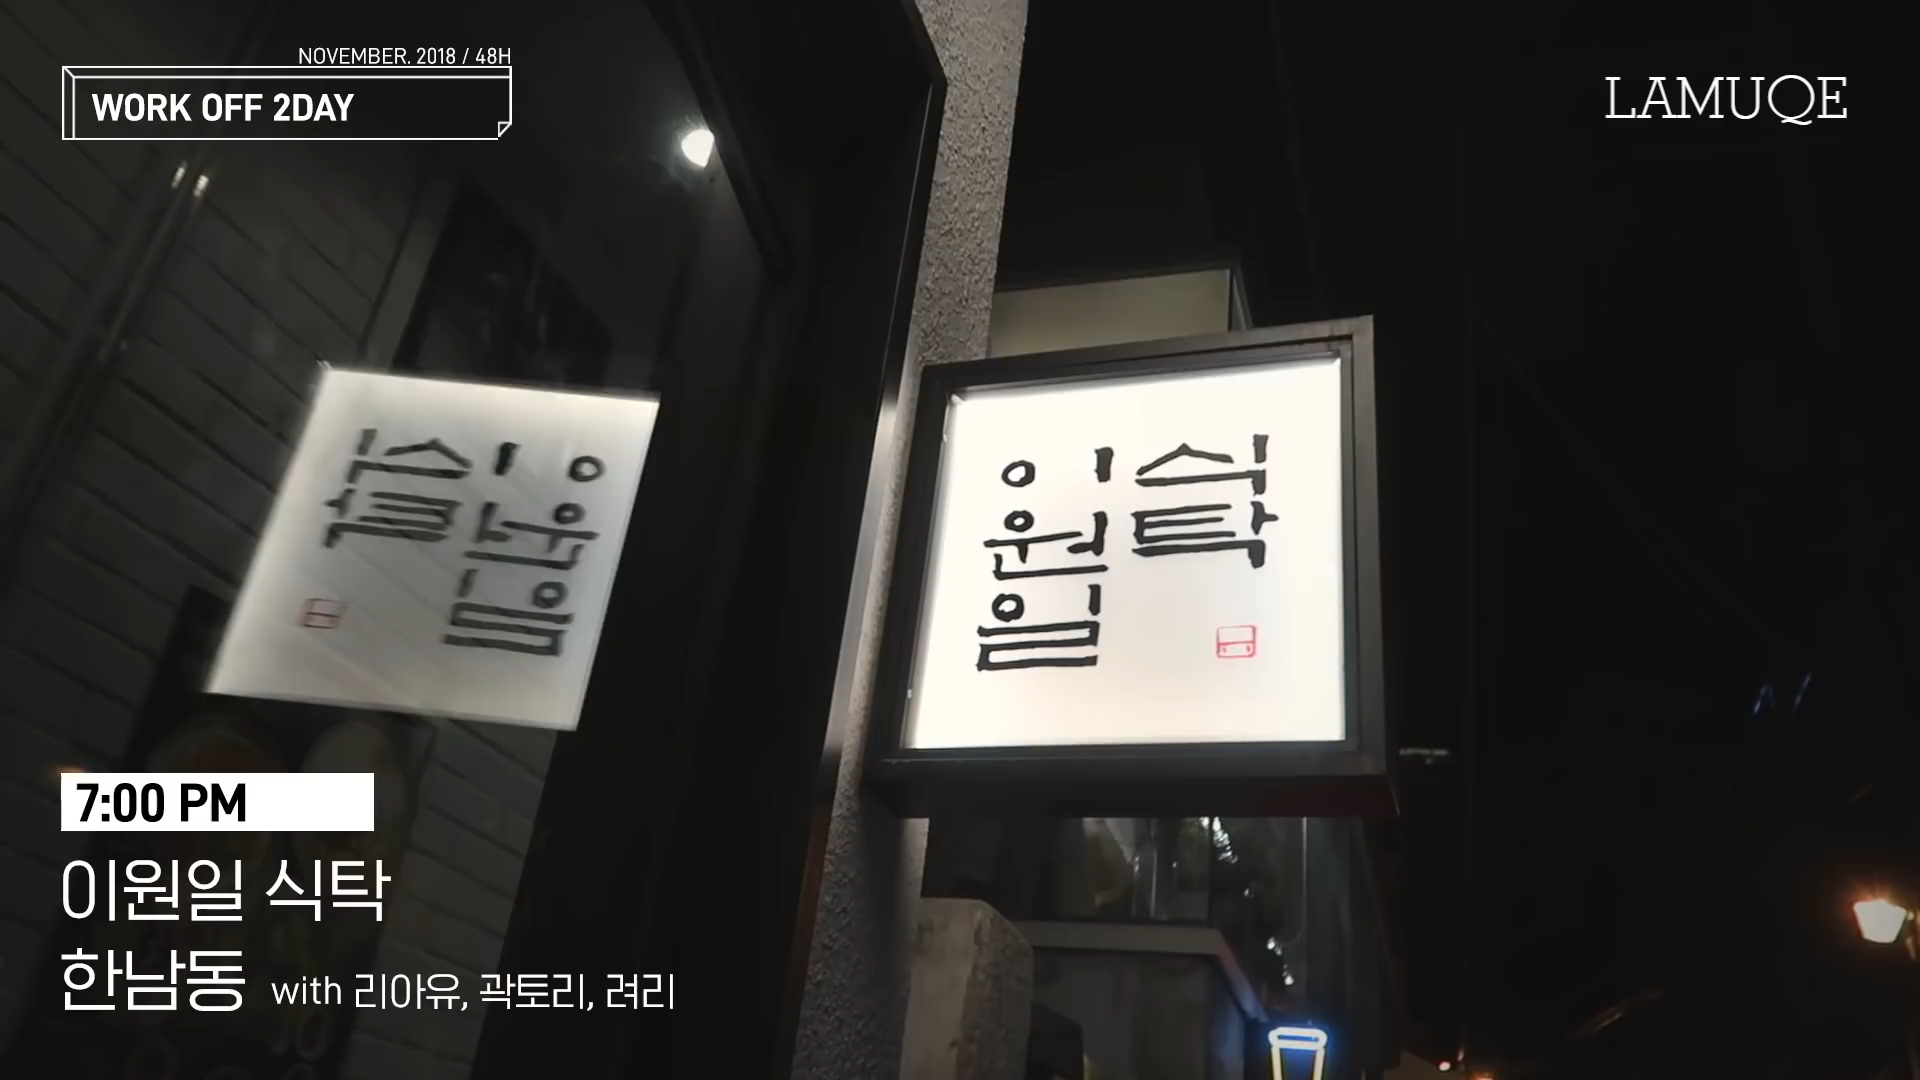 NOVEMBER. 2018 / 48H
WORK OFF 2DAY
LAMUQE
이원일
식탁
7:00 PM
이원일 식탁
한남동 with 리아유, 곽토리, 려리